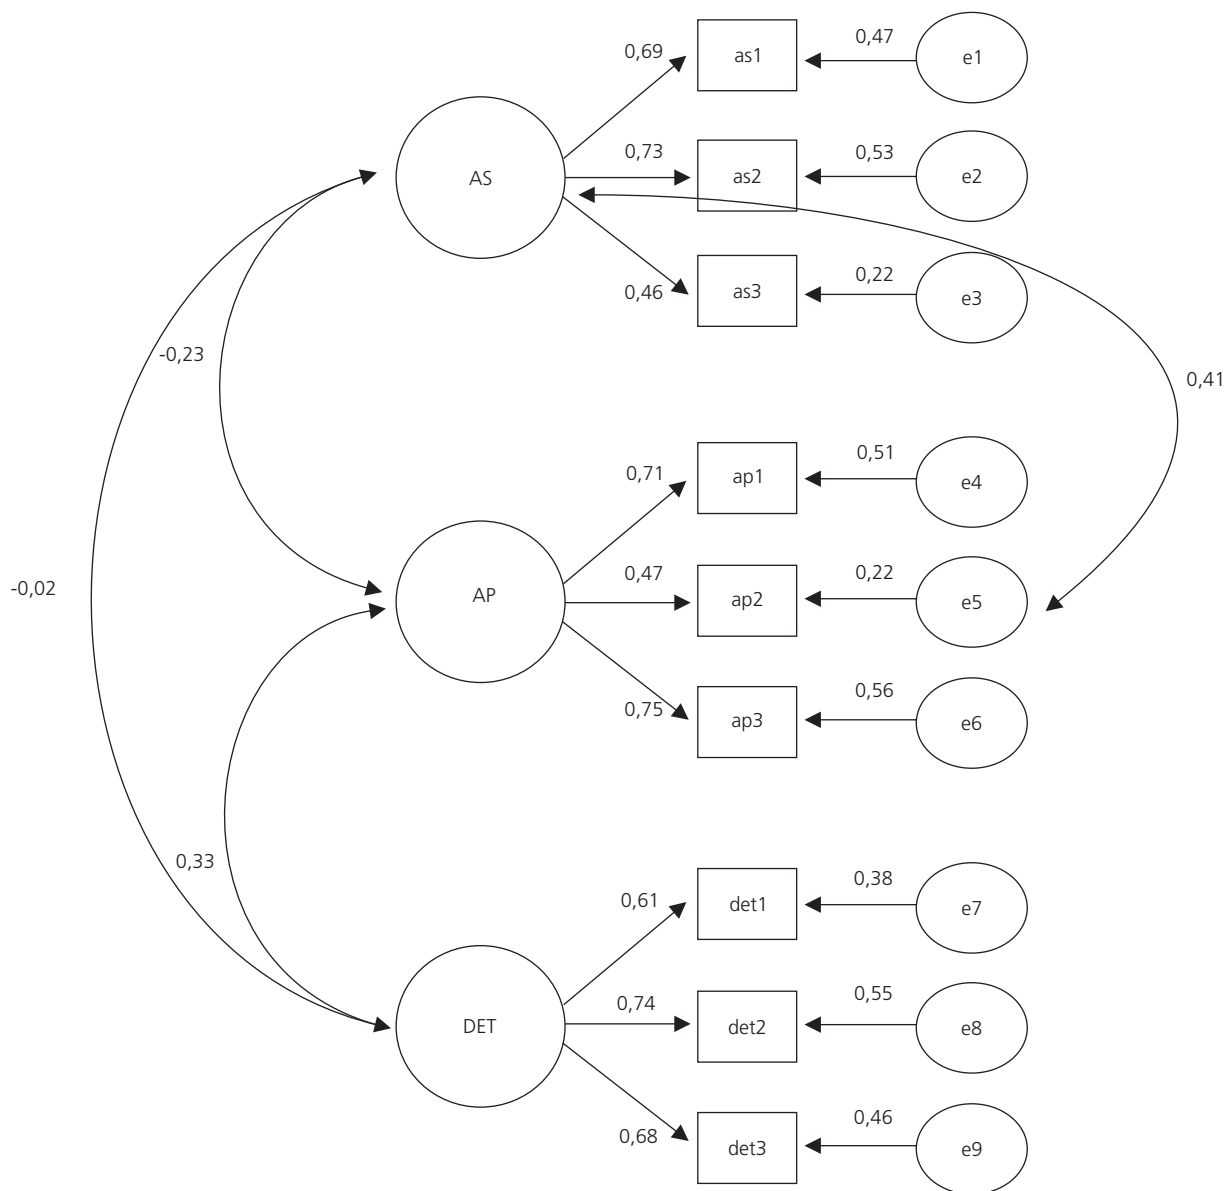 0,69
as1
0,47
e1
AS
0,73
as2
0,53
e2
0,46
as3
0,22
e3
-0,23
0,41
0,71
ap1
0,51
e4
-0,02
AP
0,47
ap2
0,22
e5
0,75
ap3
0,56
e6
0,33
0,61
det1
0,38
e7
DET
0,74
det2
0,55
e8
0,68
det3
0,46
e9